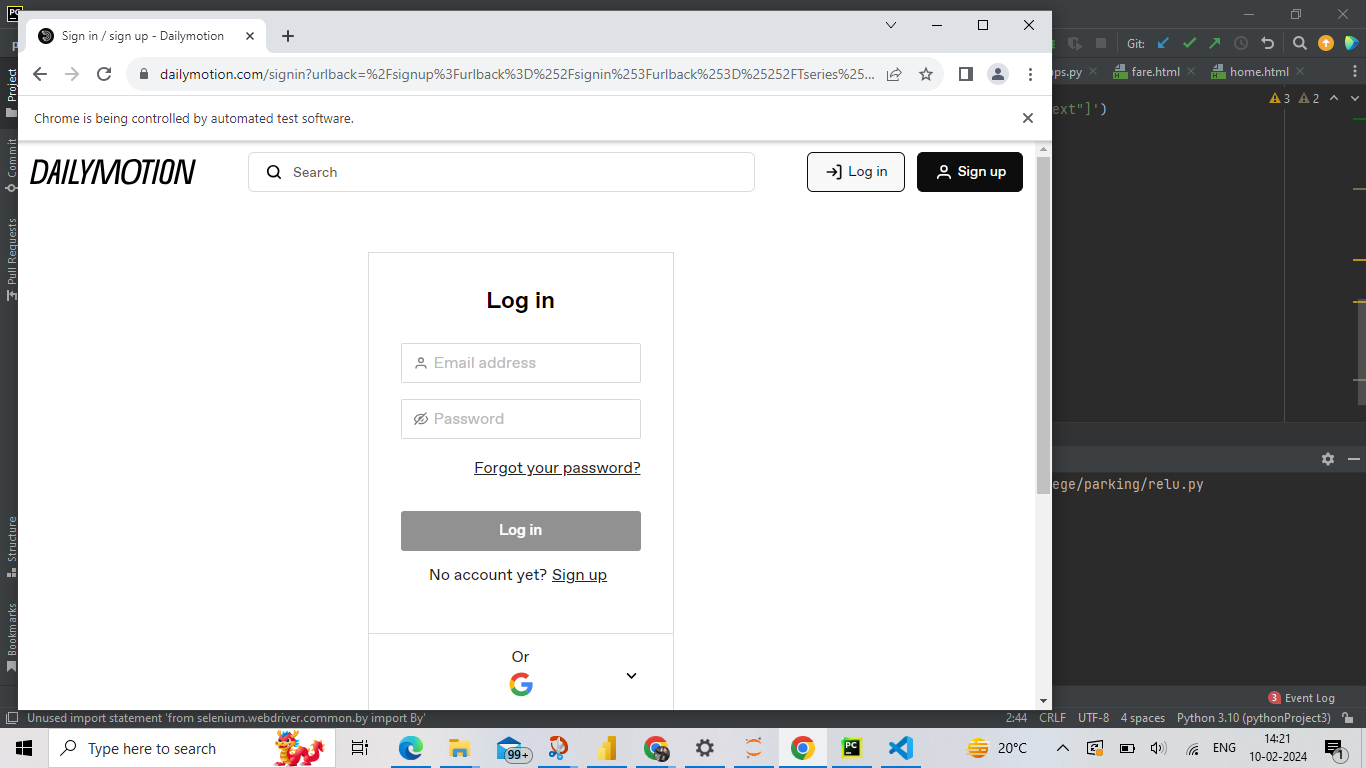 PC
Sign in / sign up - Dailymotion
dailymotion.com/signin?urlback=%2Fsignup%3Furlback%3D%252Fsignin%253Furlback%253D%25252FTseries%25...
Chrome is being controlled by automated test software.
DAILYMOTION
Search
Log in
Sign up
Log in
Email address
Password
Forgot your password?
Log in
No account yet? Sign up
Or
Git:
ps.py
fare.html
home.html
3
2
ext"]')
ege/parking/relu.py
3 Event Log
Project
Commit
Pull Requests
Structure
Bookmarks
Unused import statement 'from selenium.webdriver.common.by import By'
2:44 CRLF UTF-8 4 spaces Python 3.10 (pythonProject3)
Type here to search
99+
PC
20°C
ENG
14:21
10-02-2024
1